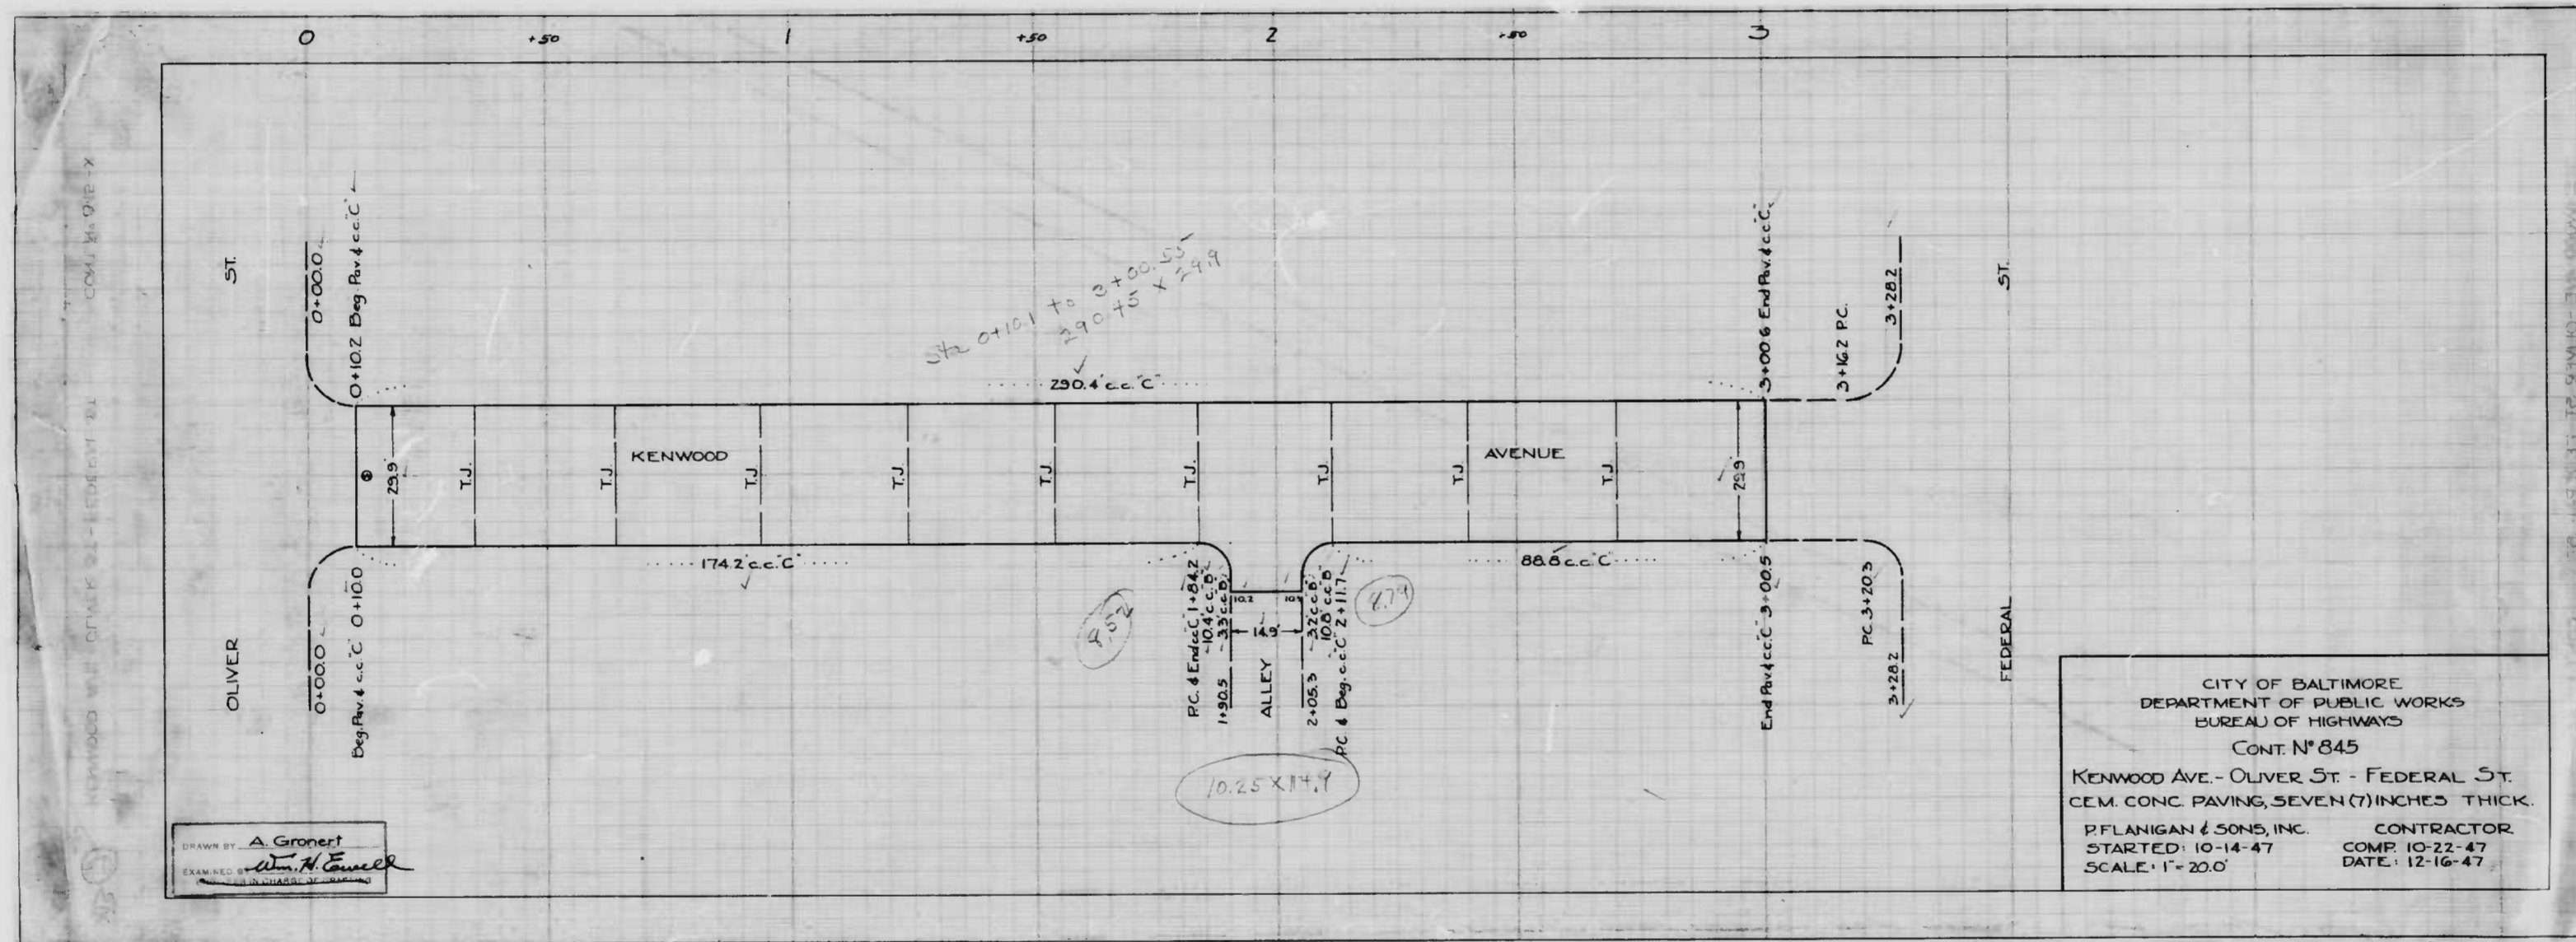 0 +50 1 +50 2 +50 3
ST.
0+00.0
0+10.2 Beg. Pav. & c.c."C"
Sta 0+10.1 to 3+00.55
290.45 x 29.9
290.4' c.c."C"
3+00.6 End Pav. & c.c."C"
3+16.2 P.C.
3+28.2
ST.
KENWOOD AVENUE
29.9'
T.J. T.J. T.J. T.J. T.J. T.J. T.J. T.J. T.J.
29.9'
174.2' c.c."C"
88.8 c.c."C"
OLIVER
0+00.0
Beg. Pav. & c.c."C" 0+10.0
8.52
P.C. & End c.c."C" 1+84.2
10.4' c.c."B"
1+90.5 3.3' c.c."B"
10.2
14.9'
ALLEY
2+05.3 3.2' c.c."B"
10.8' c.c."B"
P.C. & Beg. c.c."C" 2+11.7
8.79
10.25 x 14.9
End Pav. & c.c."C" 3+00.5
P.C. 3+20.3
3+28.2
FEDERAL
CITY OF BALTIMORE
DEPARTMENT OF PUBLIC WORKS
BUREAU OF HIGHWAYS
CONT. Nº 845
KENWOOD AVE. - OLIVER ST. - FEDERAL ST.
CEM. CONC. PAVING, SEVEN (7) INCHES THICK.
P. FLANIGAN & SONS, INC. CONTRACTOR
STARTED: 10-14-47 COMP. 10-22-47
SCALE: 1" = 20.0' DATE: 12-16-47
DRAWN BY A. Gronert
EXAMINED BY Wm. H. Ewell
IN CHARGE OF